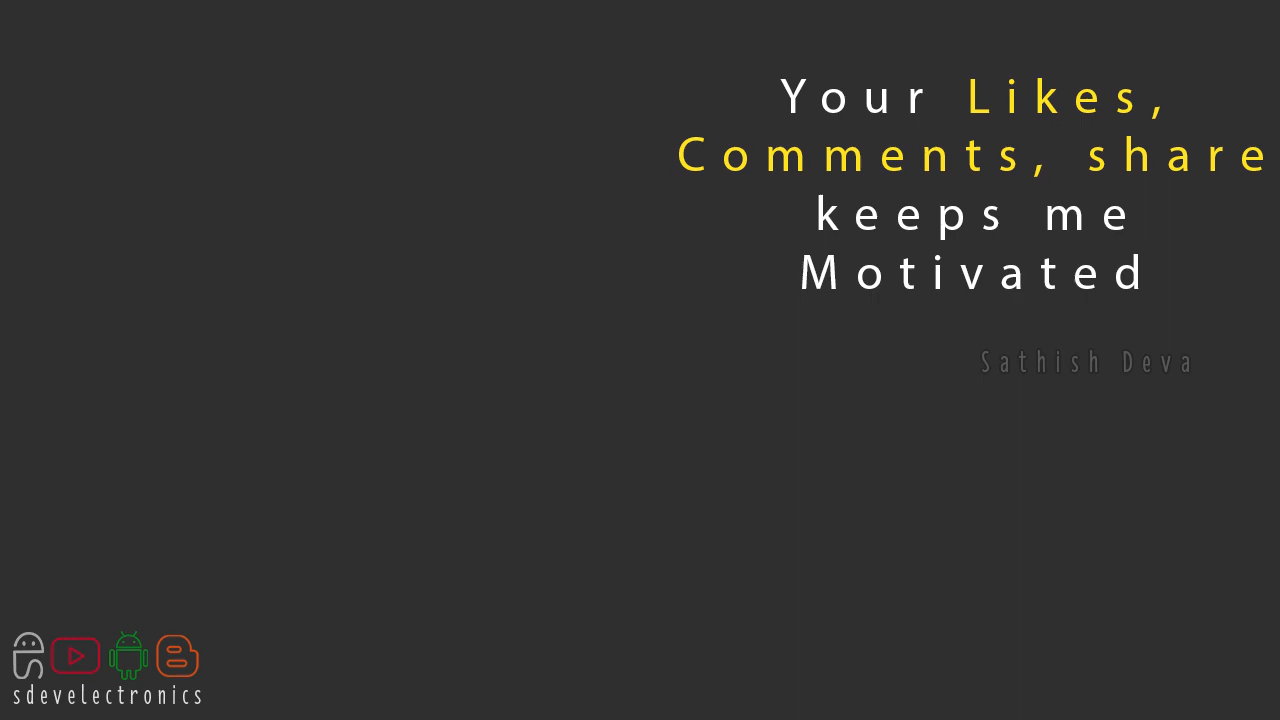 Your Likes,
Comments, share
keeps me
Motivated
Sathish Deva
sdevelectronics